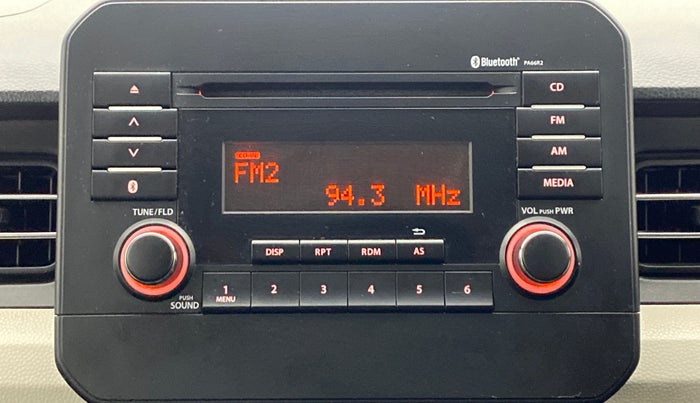 Bluetooth® PA66R2
CD
FM
FM2
AM
94.3 MHz
MEDIA
TUNE/FLD
VOL PUSH PWR
DISP RPT RDM AS
PUSH SOUND
1 MENU 2 3 4 5 6